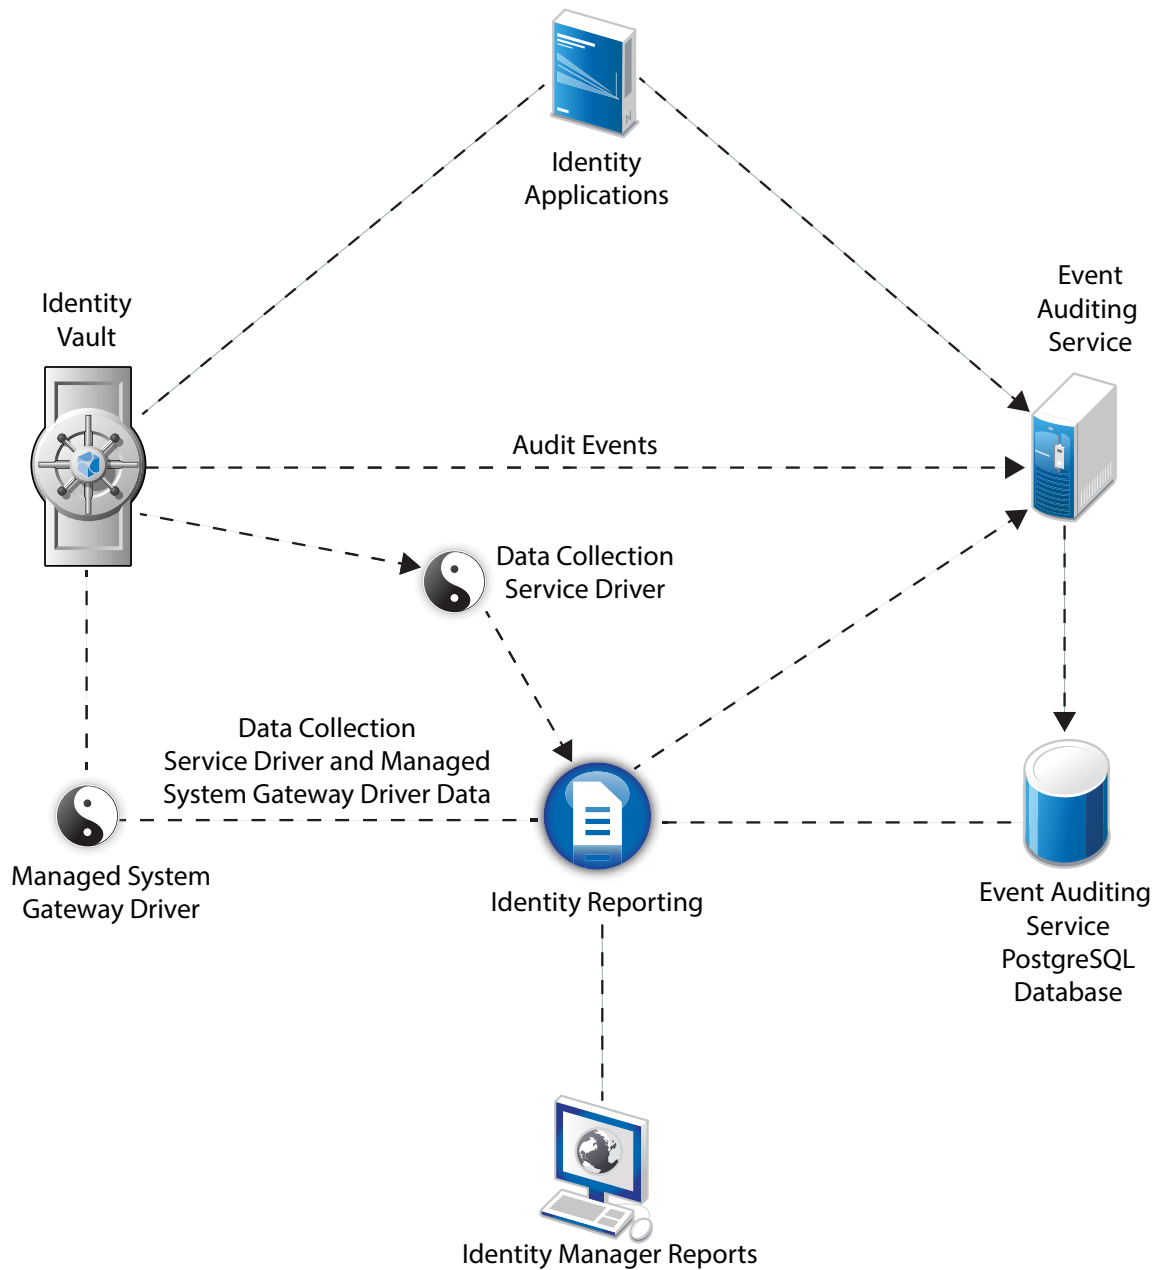 Identity
Applications
Event
Auditing
Service
Identity
Vault
Audit Events
Data Collection
Service Driver
Data Collection
Service Driver and Managed
System Gateway Driver Data
Managed System
Gateway Driver
Identity Reporting
Event Auditing
Service
PostgreSQL
Database
Identity Manager Reports